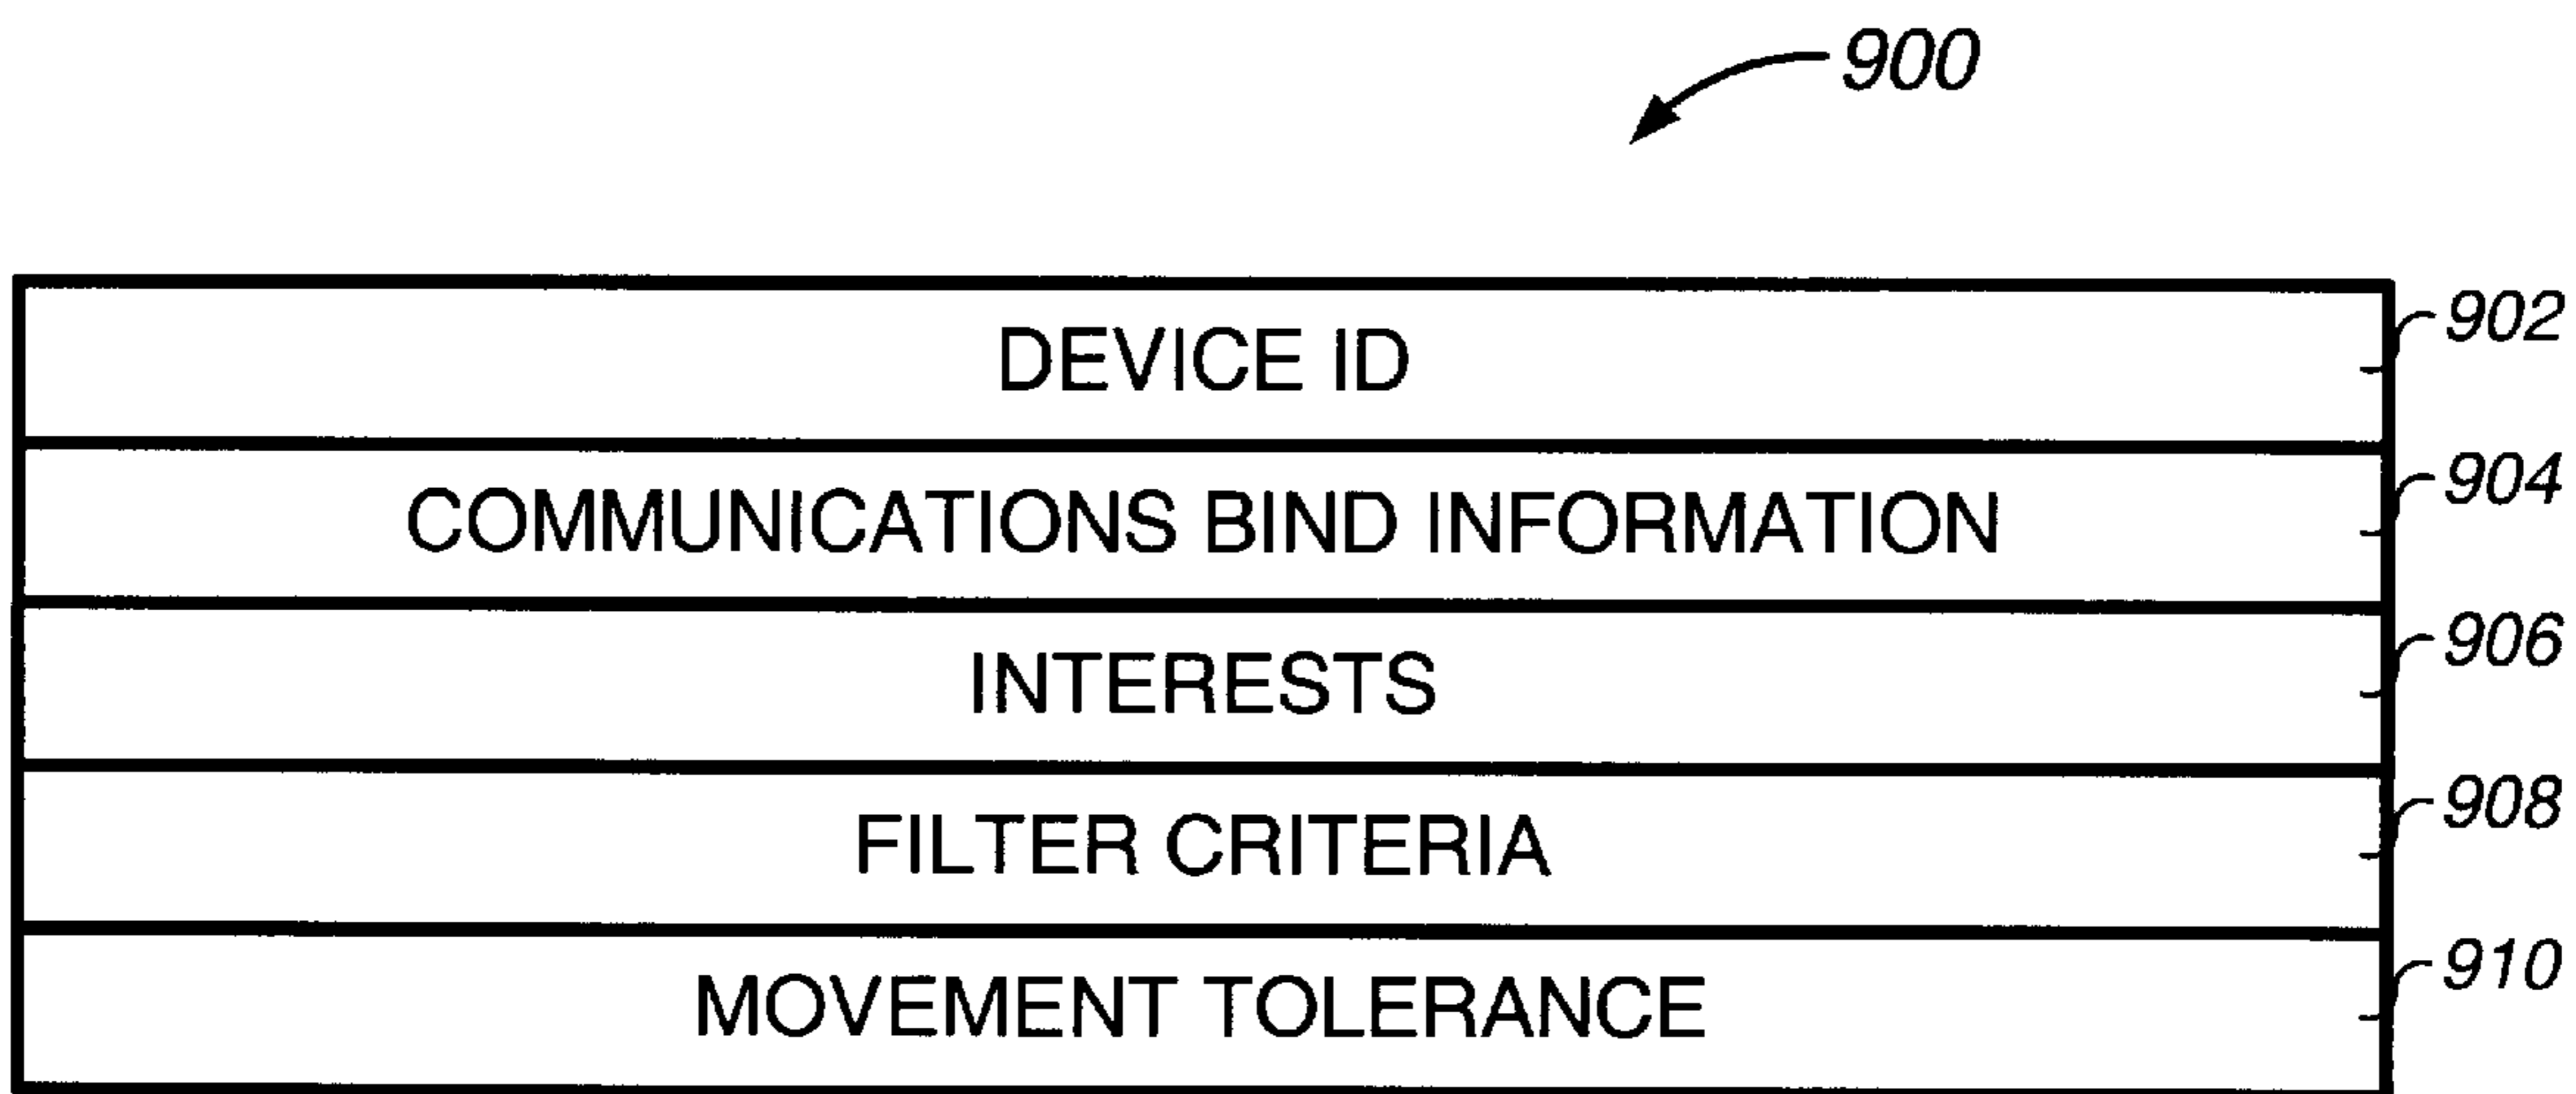 900
DEVICE ID
902
COMMUNICATIONS BIND INFORMATION
904
INTERESTS
906
FILTER CRITERIA
908
MOVEMENT TOLERANCE
910